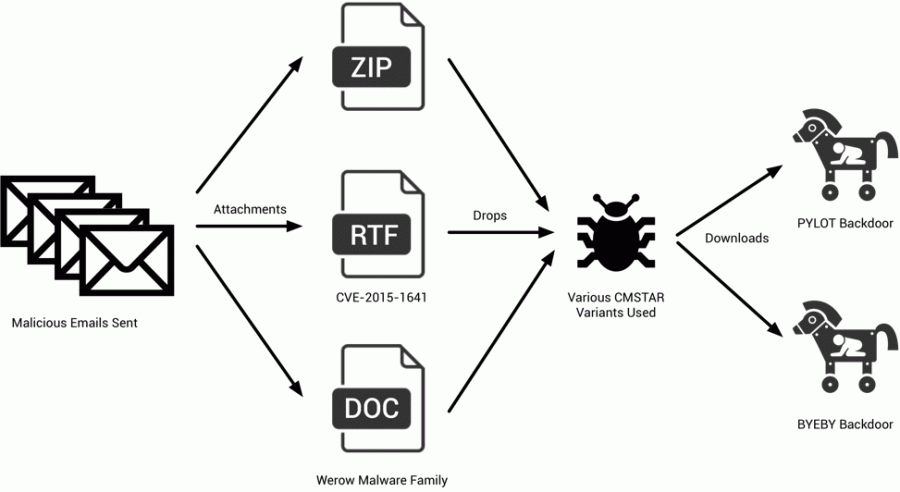 ZIP
Attachments
RTF
Drops
CVE-2015-1641
Malicious Emails Sent
DOC
Werow Malware Family
Various CMSTAR
Variants Used
Downloads
PYLOT Backdoor
BYEBY Backdoor